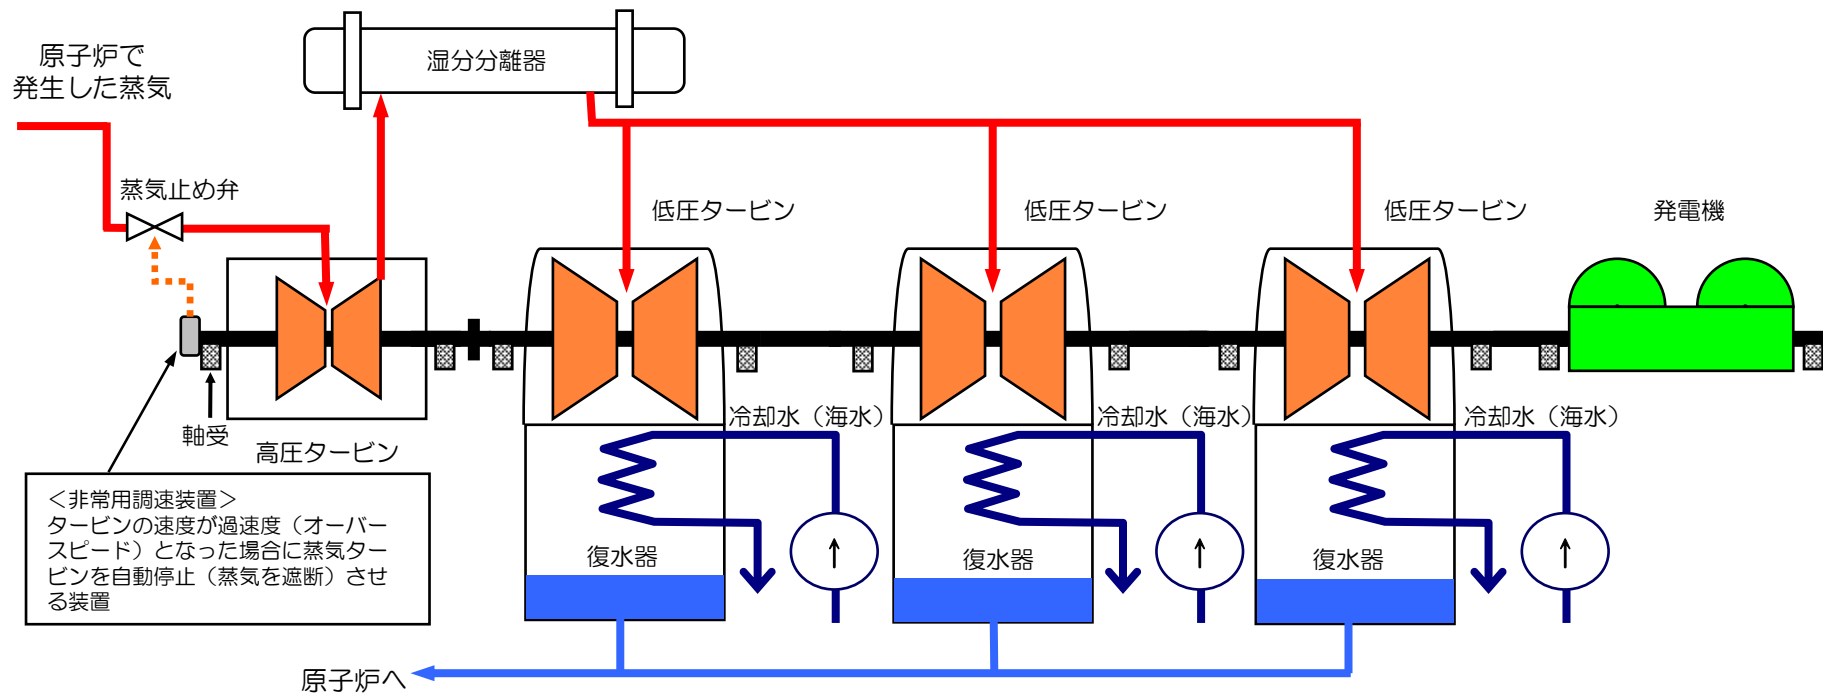 原子炉で
発生した蒸気
湿分分離器
蒸気止め弁
低圧タービン
低圧タービン
低圧タービン
発電機
軸受
高圧タービン
冷却水（海水）
冷却水（海水）
冷却水（海水）
＜非常用調速装置＞
タービンの速度が過速度（オーバー
スピード）となった場合に蒸気ター
ビンを自動停止（蒸気を遮断）させ
る装置
復水器
復水器
復水器
原子炉へ